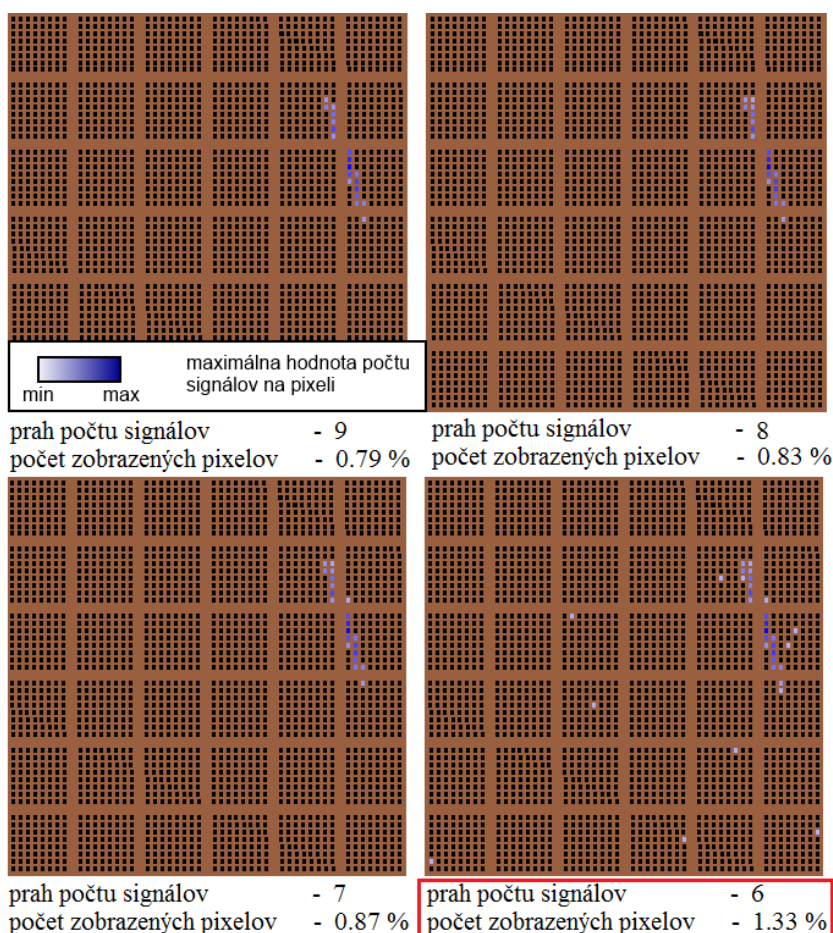 maximálna hodnota počtu
signálov na pixeli
min max
prah počtu signálov - 9
počet zobrazených pixelov - 0.79 %
prah počtu signálov - 8
počet zobrazených pixelov - 0.83 %
prah počtu signálov - 7
počet zobrazených pixelov - 0.87 %
prah počtu signálov - 6
počet zobrazených pixelov - 1.33 %